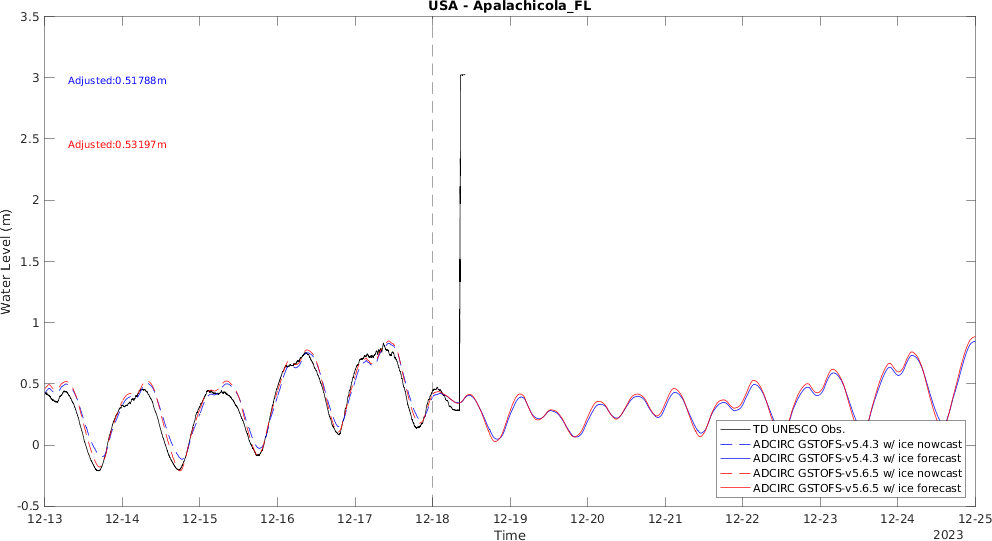 USA - Apalachicola_FL
3.5
3
2.5
2
1.5
1
0.5
0
-0.5
Water Level (m)
Adjusted:0.51788m
Adjusted:0.53197m
TD UNESCO Obs.
ADCIRC GSTOFS-v5.4.3 w/ ice nowcast
ADCIRC GSTOFS-v5.4.3 w/ ice forecast
ADCIRC GSTOFS-v5.6.5 w/ ice nowcast
ADCIRC GSTOFS-v5.6.5 w/ ice forecast
12-13 12-14 12-15 12-16 12-17 12-18 12-19 12-20 12-21 12-22 12-23 12-24 12-25
Time
2023